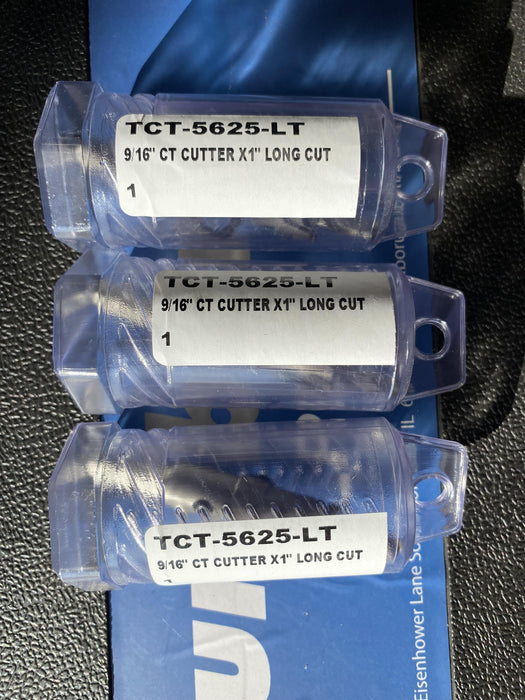 TCT-5625-LT
9/16" CT CUTTER X1" LONG CUT
1
TCT-5625-LT
9/16" CT CUTTER X1" LONG CUT
1
TCT-5625-LT
9/16" CT CUTTER X1" LONG CUT
Eisenhower Lane